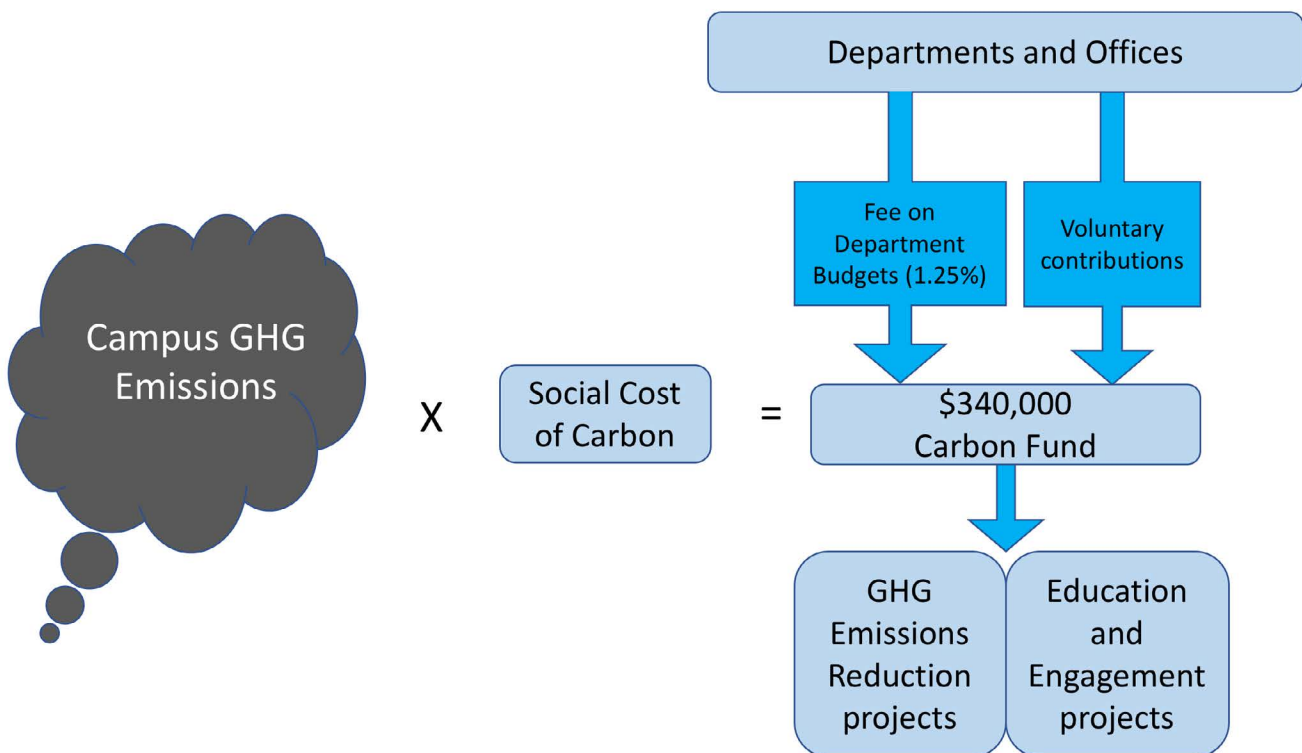 Departments and Offices
Fee on
Department
Budgets (1.25%)
Voluntary
contributions
Campus GHG
Emissions
X
Social Cost
of Carbon
=
$340,000
Carbon Fund
GHG
Emissions
Reduction
projects
Education
and
Engagement
projects